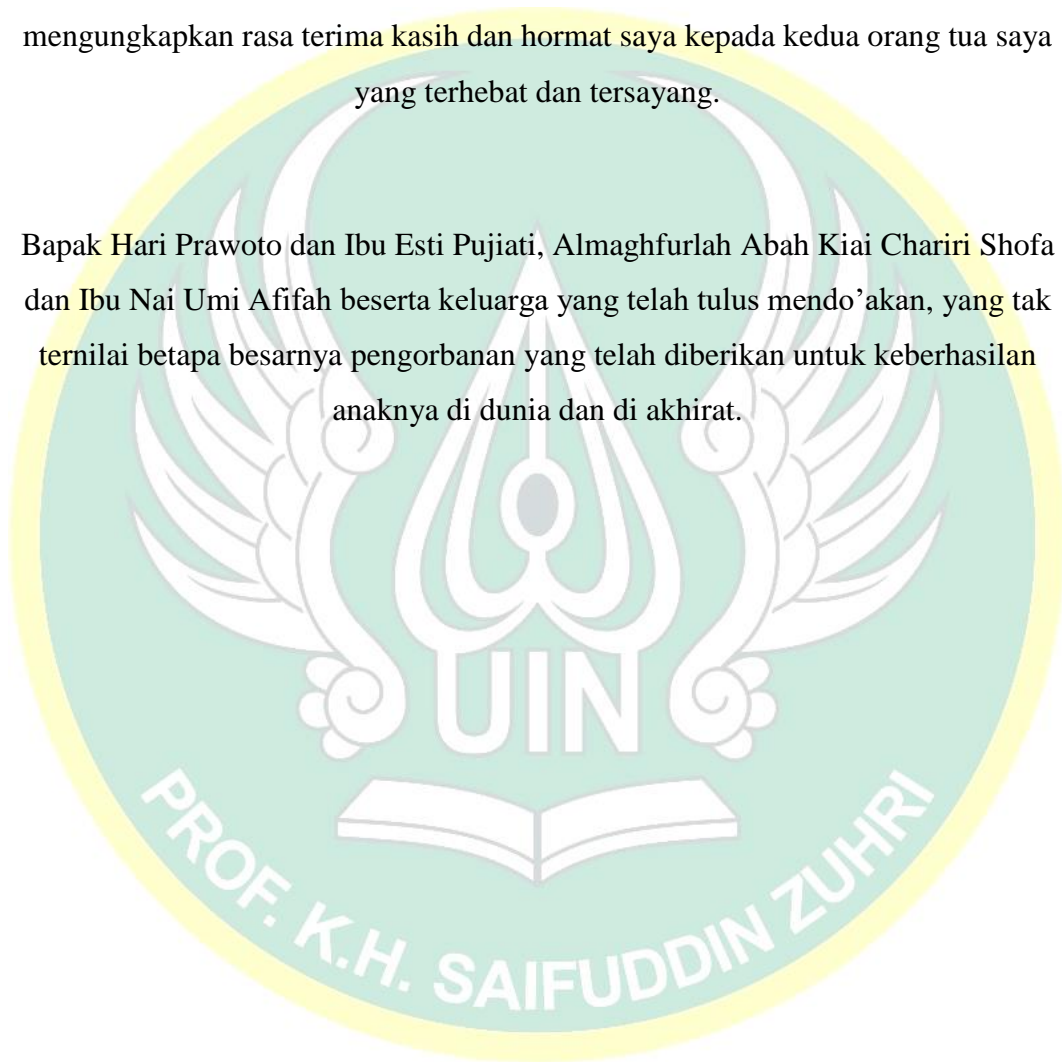 mengungkapkan rasa terima kasih dan hormat saya kepada kedua orang tua saya
yang terhebat dan tersayang.
Bapak Hari Prawoto dan Ibu Esti Pujiati, Almaghfurlah Abah Kiai Chariri Shofa
dan Ibu Nai Umi Afifah beserta keluarga yang telah tulus mendo’akan, yang tak
ternilai betapa besarnya pengorbanan yang telah diberikan untuk keberhasilan
anaknya di dunia dan di akhirat.
UIN
PROF. K.H. SAIFUDDIN ZUHRI